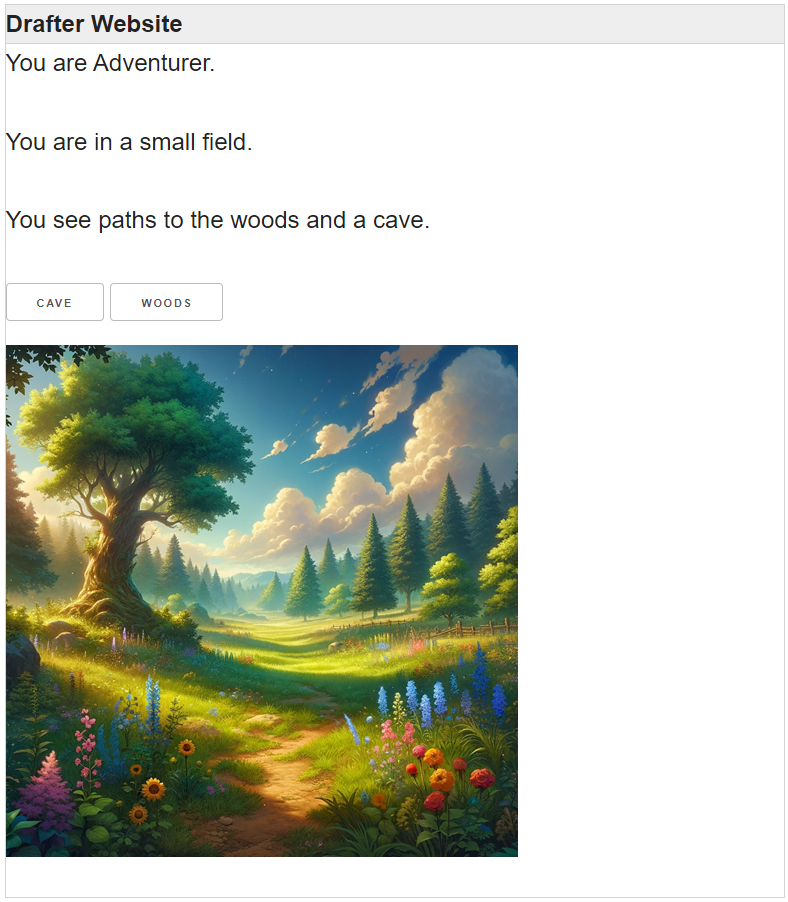 Drafter Website
You are Adventurer.
You are in a small field.
You see paths to the woods and a cave.
CAVE WOODS